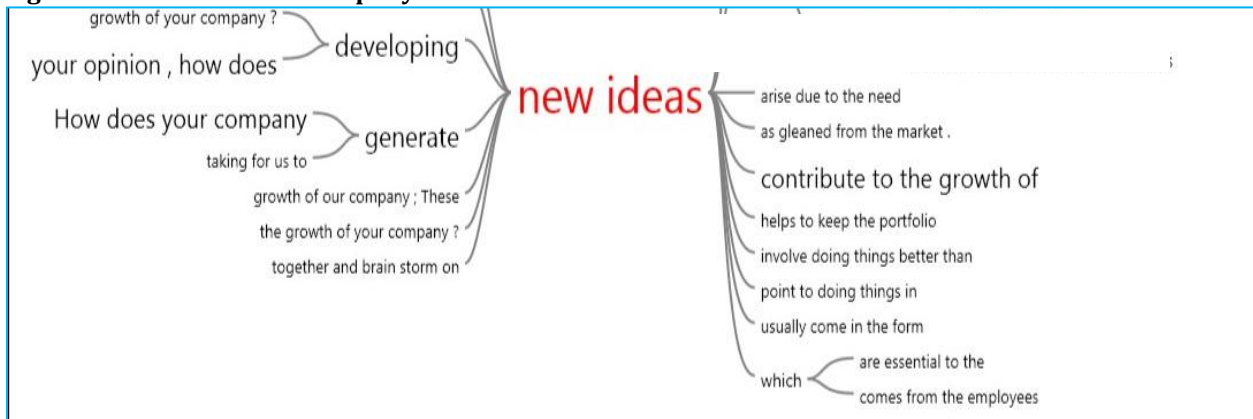 growth of your company ?
developing
your opinion , how does
How does your company
generate
taking for us to
growth of our company ; These
the growth of your company ?
together and brain storm on
new ideas
arise due to the need
as gleaned from the market .
contribute to the growth of
helps to keep the portfolio
involve doing things better than
point to doing things in
usually come in the form
which
are essential to the
comes from the employees